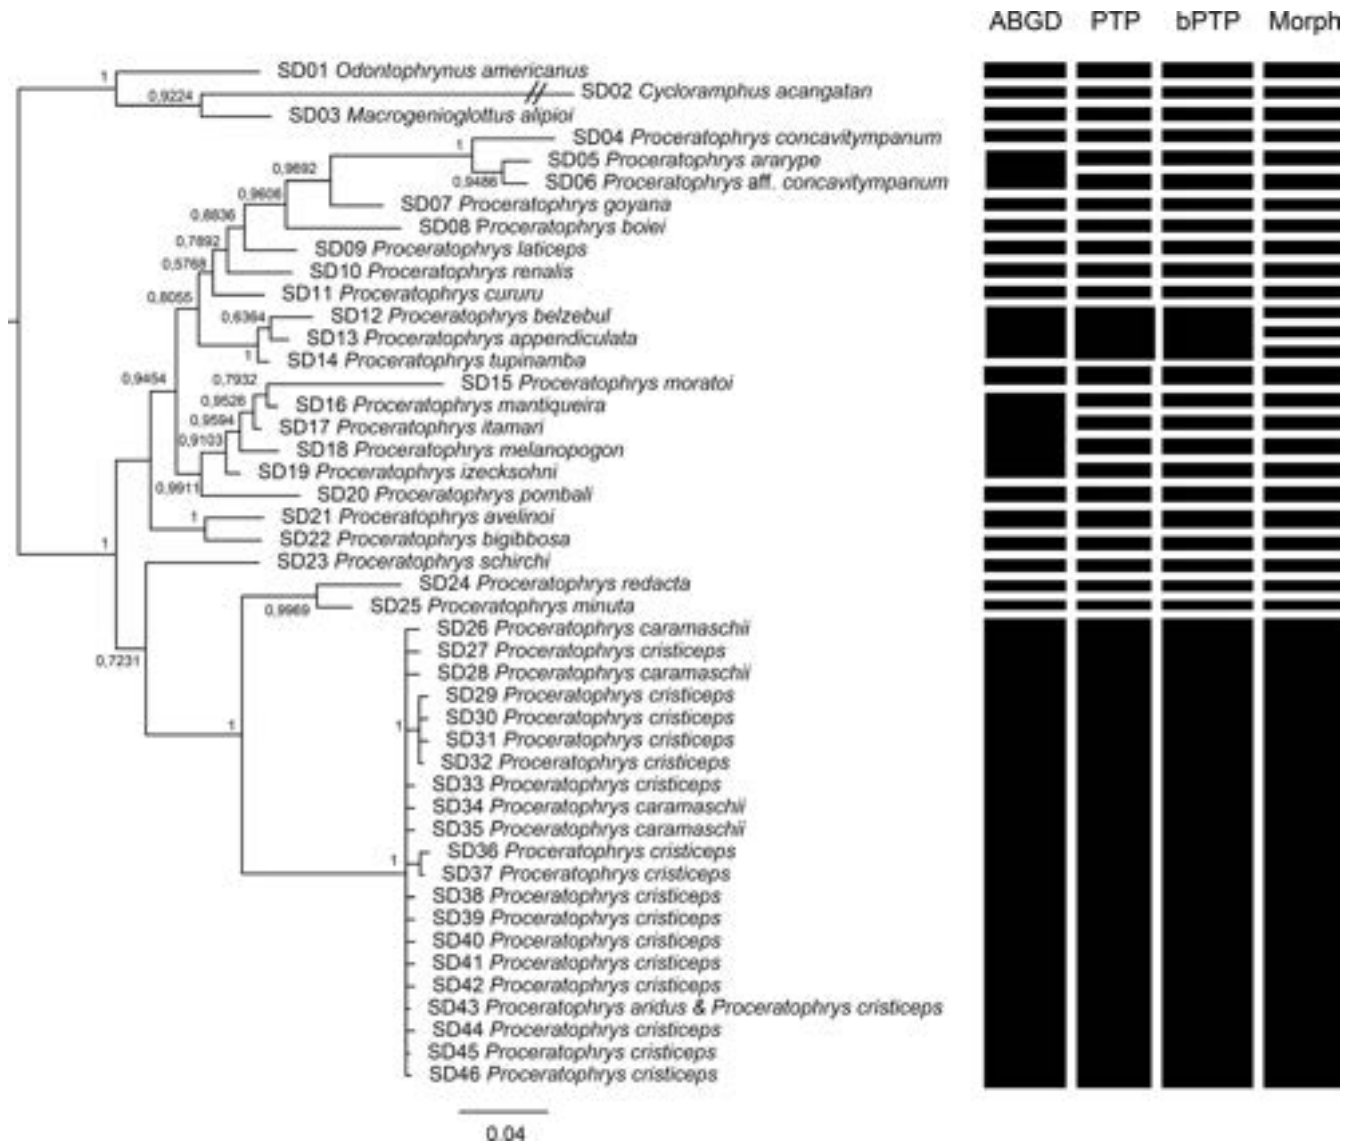 ABGD PTP bPTP Morph
1 SD01 Odontophrynus americanus
0,9224 SD02 Cycloramphus acangatan
SD03 Macrogenioglottus alipioi
1 SD04 Proceratophrys concavitympanum
0,9692 SD05 Proceratophrys ararype
0,9486 SD06 Proceratophrys aff. concavitympanum
0,9606 SD07 Proceratophrys goyana
0,8836 SD08 Proceratophrys boiei
0,7892 SD09 Proceratophrys laticeps
0,5768 SD10 Proceratophrys renalis
0,8055 SD11 Proceratophrys cururu
0,6364 SD12 Proceratophrys belzebul
SD13 Proceratophrys appendiculata
1 SD14 Proceratophrys tupinamba
0,9454 0,7932 SD15 Proceratophrys moratoi
0,9526 SD16 Proceratophrys mantiqueira
0,9594 SD17 Proceratophrys itamari
0,9103 SD18 Proceratophrys melanopogon
SD19 Proceratophrys izecksohni
0,9911 SD20 Proceratophrys pombali
1 SD21 Proceratophrys avelinoi
1 SD22 Proceratophrys bigibbosa
SD23 Proceratophrys schirchi
SD24 Proceratophrys redacta
0,9969 SD25 Proceratophrys minuta
SD26 Proceratophrys caramaschii
0,7231 SD27 Proceratophrys cristiceps
SD28 Proceratophrys caramaschii
SD29 Proceratophrys cristiceps
1 1 SD30 Proceratophrys cristiceps
SD31 Proceratophrys cristiceps
SD32 Proceratophrys cristiceps
SD33 Proceratophrys cristiceps
SD34 Proceratophrys caramaschii
SD35 Proceratophrys caramaschii
1 SD36 Proceratophrys cristiceps
SD37 Proceratophrys cristiceps
SD38 Proceratophrys cristiceps
SD39 Proceratophrys cristiceps
SD40 Proceratophrys cristiceps
SD41 Proceratophrys cristiceps
SD42 Proceratophrys cristiceps
SD43 Proceratophrys aridus & Proceratophrys cristiceps
SD44 Proceratophrys cristiceps
SD45 Proceratophrys cristiceps
SD46 Proceratophrys cristiceps
0.04